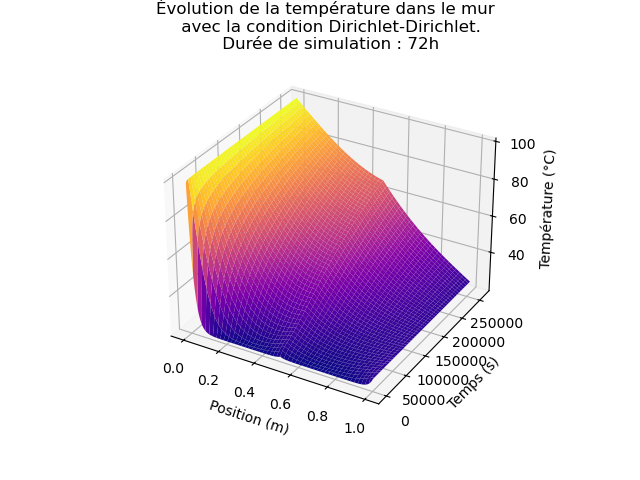 Évolution de la température dans le mur
avec la condition Dirichlet-Dirichlet.
Durée de simulation : 72h
100
80
60
40
Température (°C)
250000
200000
150000
100000
50000
0
Temps (s)
0.0
0.2
0.4
0.6
0.8
1.0
Position (m)